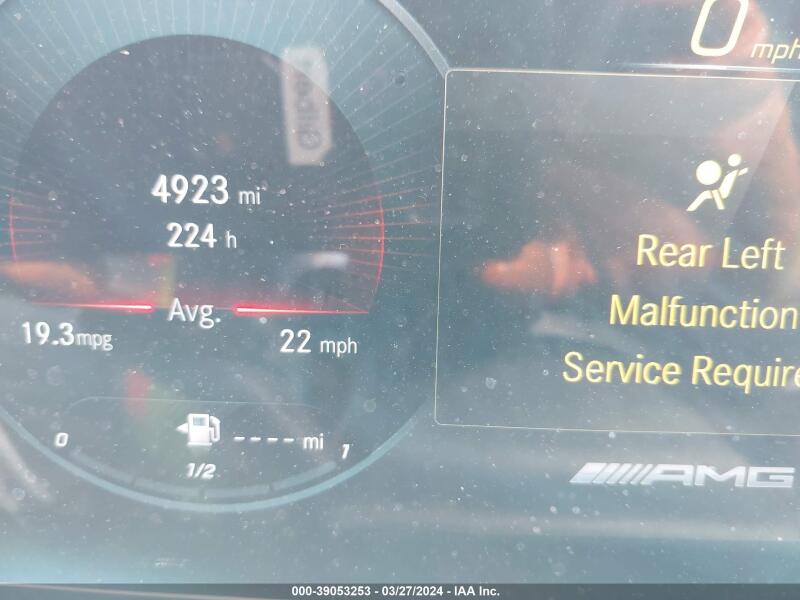 0 mph
4923 mi
224 h
Avg.
19.3 mpg
22 mph
0 ---- mi 1
1/2
Rear Left
Malfunction
Service Require
AMG
000-39053253 - 03/27/2024 - IAA Inc.